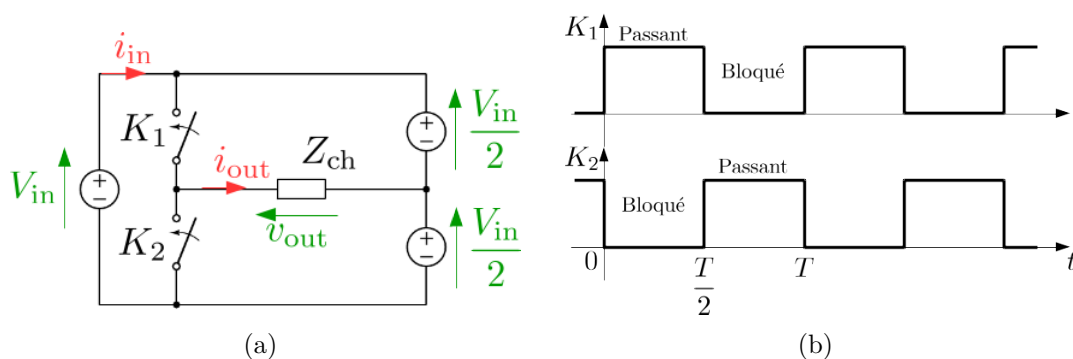 i_in
V_in
K_1
K_2
i_out
Z_ch
v_out
V_in
2
V_in
2
+
−
+
−
+
−
(a)
K_1
Passant
Bloqué
K_2
Passant
Bloqué
0
T
2
T
t
(b)